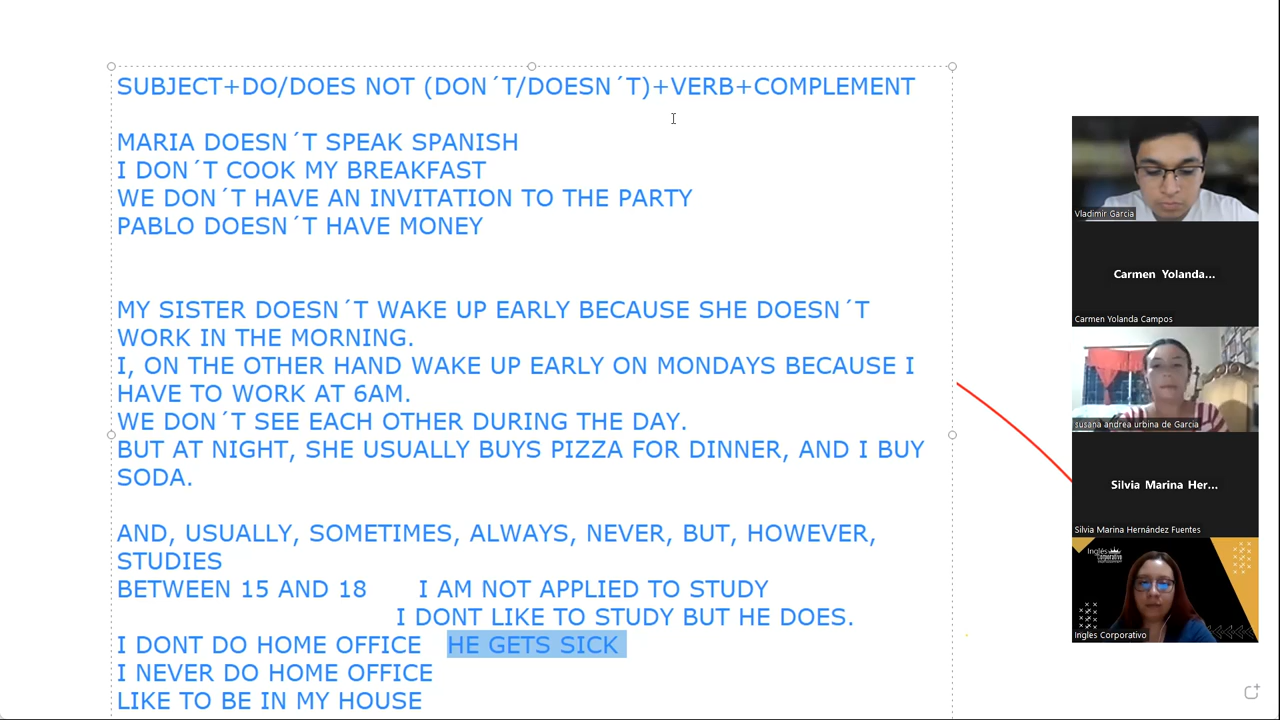 SUBJECT+DO/DOES NOT (DON´T/DOESN´T)+VERB+COMPLEMENT
MARIA DOESN´T SPEAK SPANISH
I DON´T COOK MY BREAKFAST
WE DON´T HAVE AN INVITATION TO THE PARTY
PABLO DOESN´T HAVE MONEY
MY SISTER DOESN´T WAKE UP EARLY BECAUSE SHE DOESN´T
WORK IN THE MORNING.
I, ON THE OTHER HAND WAKE UP EARLY ON MONDAYS BECAUSE I
HAVE TO WORK AT 6AM.
WE DON´T SEE EACH OTHER DURING THE DAY.
BUT AT NIGHT, SHE USUALLY BUYS PIZZA FOR DINNER, AND I BUY
SODA.
AND, USUALLY, SOMETIMES, ALWAYS, NEVER, BUT, HOWEVER,
STUDIES
BETWEEN 15 AND 18 I AM NOT APPLIED TO STUDY
I DONT LIKE TO STUDY BUT HE DOES.
I DONT DO HOME OFFICE HE GETS SICK
I NEVER DO HOME OFFICE
LIKE TO BE IN MY HOUSE
Vladimir Garcia
Carmen Yolanda...
Carmen Yolanda Campos
susana andrea urbina de Garcia
Silvia Marina Her...
Silvia Marina Hernández Fuentes
Inglés
Corporativo
Ingles Corporativo